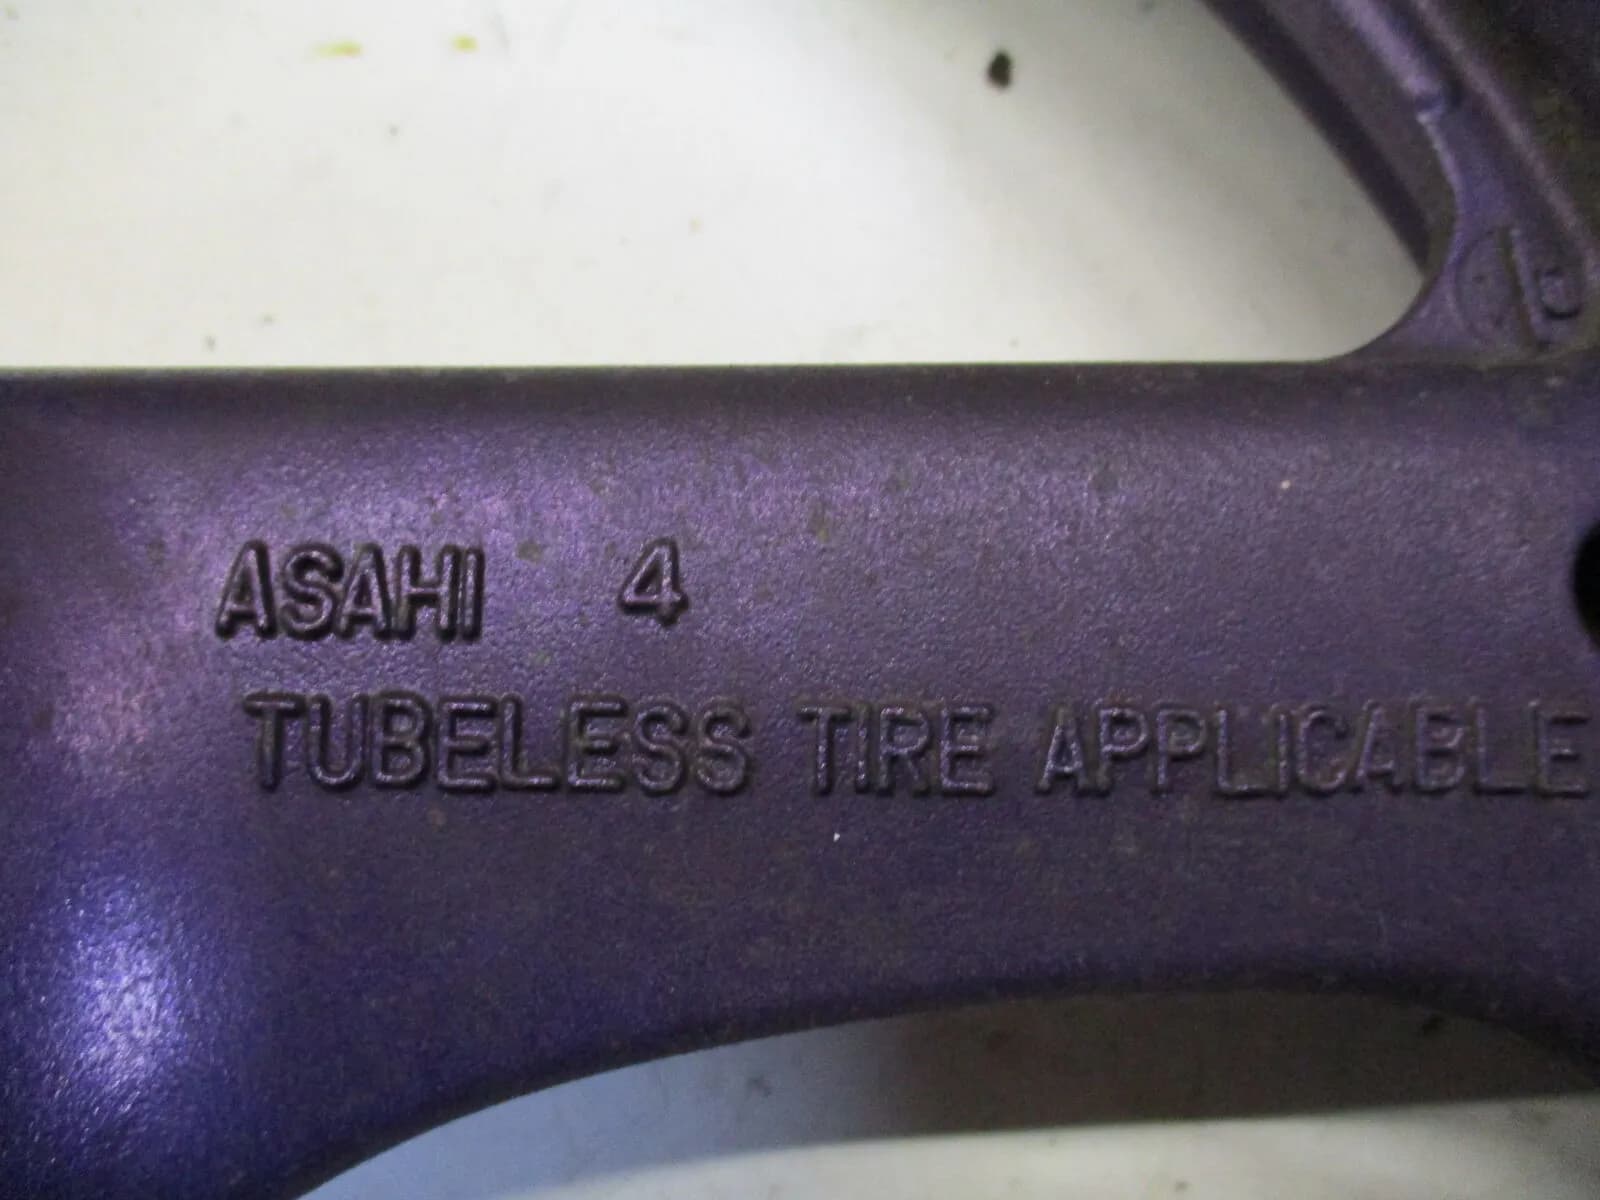 ASAHI 4
TUBELESS TIRE APPLICABLE